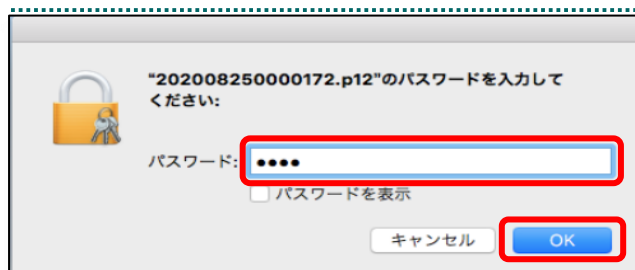 "202008250000172.p12"のパスワードを入力して
ください:
パスワード: ••••
パスワードを表示
キャンセル OK